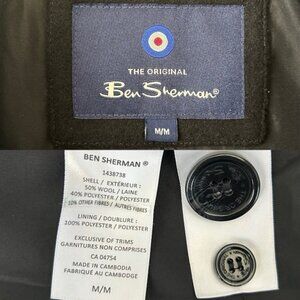 THE ORIGINAL
Ben Sherman®
M/M
BEN SHERMAN ®
1438738
SHELL / EXTÉRIEUR :
50% WOOL / LAINE
40% POLYESTER / POLYESTER
10% OTHER FIBRES / AUTRES FIBRES
LINING / DOUBLURE :
100% POLYESTER / POLYESTER
EXCLUSIVE OF TRIMS
GARNITURES NON COMPRISES
CA 04754
MADE IN CAMBODIA
FABRIQUÉ AU CAMBODGE
M/M